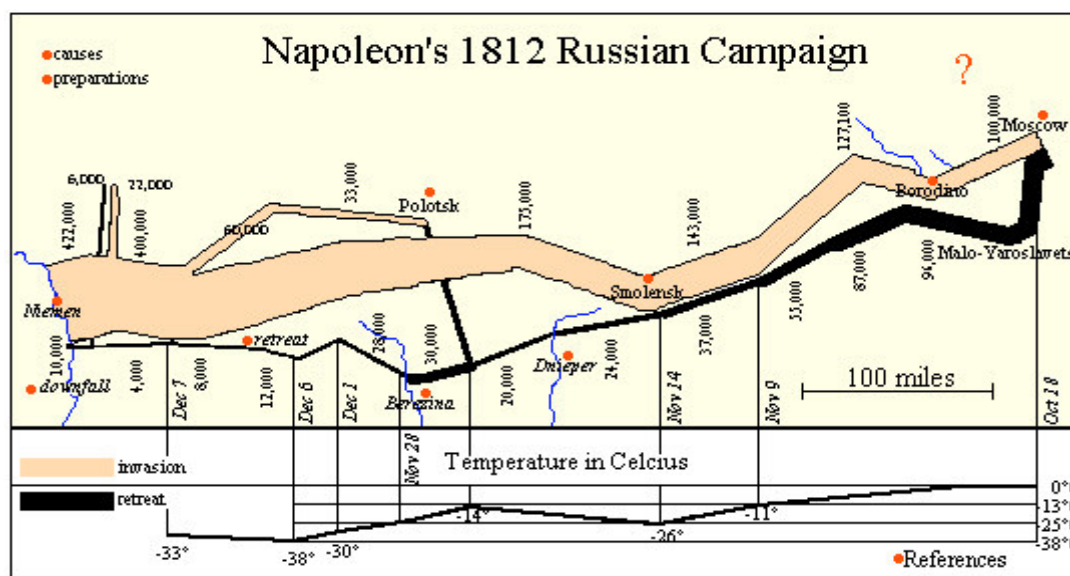 Napoleon's 1812 Russian Campaign
causes
preparations
?
Moscow
100,000
127,100
Borodino
6,000
22,000
33,000
Polotsk
422,000
400,000
60,000
175,000
143,000
Malo-Yaroslwets
87,000
94,000
Smolensk
55,000
Niemen
retreat
28,000
30,000
Dnieper
24,000
37,000
10,000
4,000
8,000
12,000
20,000
downfall
Berezina
100 miles
Dec 7
Dec 6
Dec 1
Nov 28
Nov 14
Nov 9
Oct 18
Temperature in Celcius
invasion
retreat
0°
-13°
-25°
-38°
-33°
-38°
-30°
-14°
-26°
-11°
References